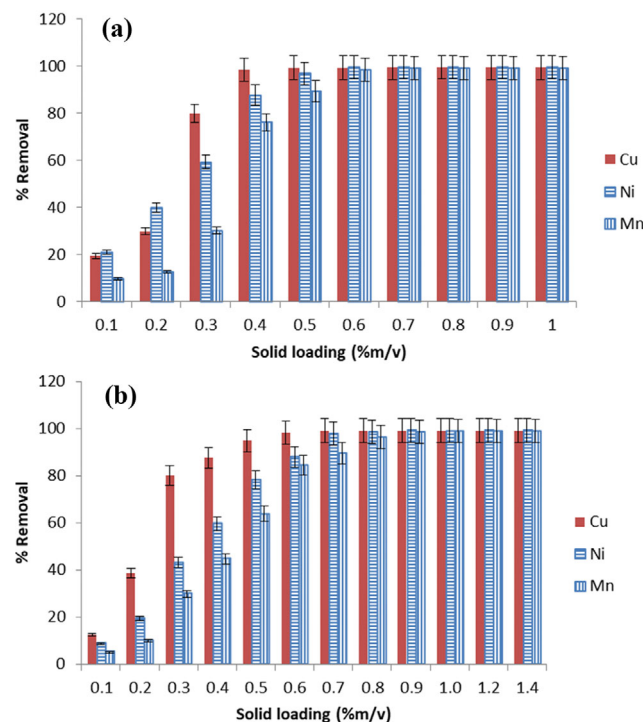 (a)
120
100
80
60
40
20
0
% Removal
0.1 0.2 0.3 0.4 0.5 0.6 0.7 0.8 0.9 1
Solid loading (%m/v)
Cu
Ni
Mn
(b)
120
100
80
60
40
20
0
% Removal
0.1 0.2 0.3 0.4 0.5 0.6 0.7 0.8 0.9 1.0 1.2 1.4
Solid loading (%m/v)
Cu
Ni
Mn